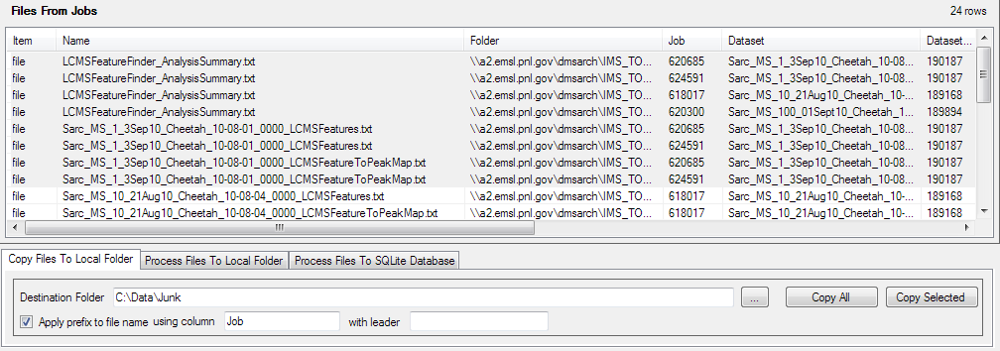 Files From Jobs 24 rows
Item Name Folder Job Dataset Dataset...
file LCMSFeatureFinder_AnalysisSummary.txt \\a2.emsl.pnl.gov\dmsarch\IMS_TO... 620685 Sarc_MS_1_3Sep10_Cheetah_10-08... 190187
file LCMSFeatureFinder_AnalysisSummary.txt \\a2.emsl.pnl.gov\dmsarch\IMS_TO... 624591 Sarc_MS_1_3Sep10_Cheetah_10-08... 190187
file LCMSFeatureFinder_AnalysisSummary.txt \\a2.emsl.pnl.gov\dmsarch\IMS_TO... 618017 Sarc_MS_10_21Aug10_Cheetah_10-... 189168
file LCMSFeatureFinder_AnalysisSummary.txt \\a2.emsl.pnl.gov\dmsarch\IMS_TO... 620300 Sarc_MS_100_01Sept10_Cheetah_1... 189894
file Sarc_MS_1_3Sep10_Cheetah_10-08-01_0000_LCMSFeatures.txt \\a2.emsl.pnl.gov\dmsarch\IMS_TO... 620685 Sarc_MS_1_3Sep10_Cheetah_10-08... 190187
file Sarc_MS_1_3Sep10_Cheetah_10-08-01_0000_LCMSFeatures.txt \\a2.emsl.pnl.gov\dmsarch\IMS_TO... 624591 Sarc_MS_1_3Sep10_Cheetah_10-08... 190187
file Sarc_MS_1_3Sep10_Cheetah_10-08-01_0000_LCMSFeatureToPeakMap.txt \\a2.emsl.pnl.gov\dmsarch\IMS_TO... 620685 Sarc_MS_1_3Sep10_Cheetah_10-08... 190187
file Sarc_MS_1_3Sep10_Cheetah_10-08-01_0000_LCMSFeatureToPeakMap.txt \\a2.emsl.pnl.gov\dmsarch\IMS_TO... 624591 Sarc_MS_1_3Sep10_Cheetah_10-08... 190187
file Sarc_MS_10_21Aug10_Cheetah_10-08-04_0000_LCMSFeatures.txt \\a2.emsl.pnl.gov\dmsarch\IMS_TO... 618017 Sarc_MS_10_21Aug10_Cheetah_10-... 189168
file Sarc_MS_10_21Aug10_Cheetah_10-08-04_0000_LCMSFeatureToPeakMap.txt \\a2.emsl.pnl.gov\dmsarch\IMS_TO... 618017 Sarc_MS_10_21Aug10_Cheetah_10-... 189168
Copy Files To Local Folder Process Files To Local Folder Process Files To SQLite Database
Destination Folder C:\Data\Junk ... Copy All Copy Selected
Apply prefix to file name using column Job with leader